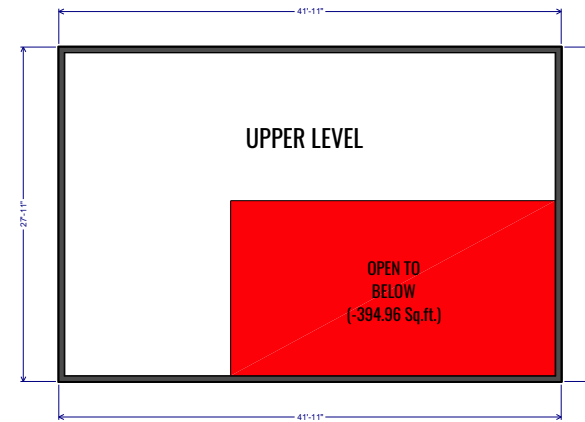 41'-11"
UPPER LEVEL
27'-11"
OPEN TO
BELOW
(-394.96 Sq.ft.)
41'-11"